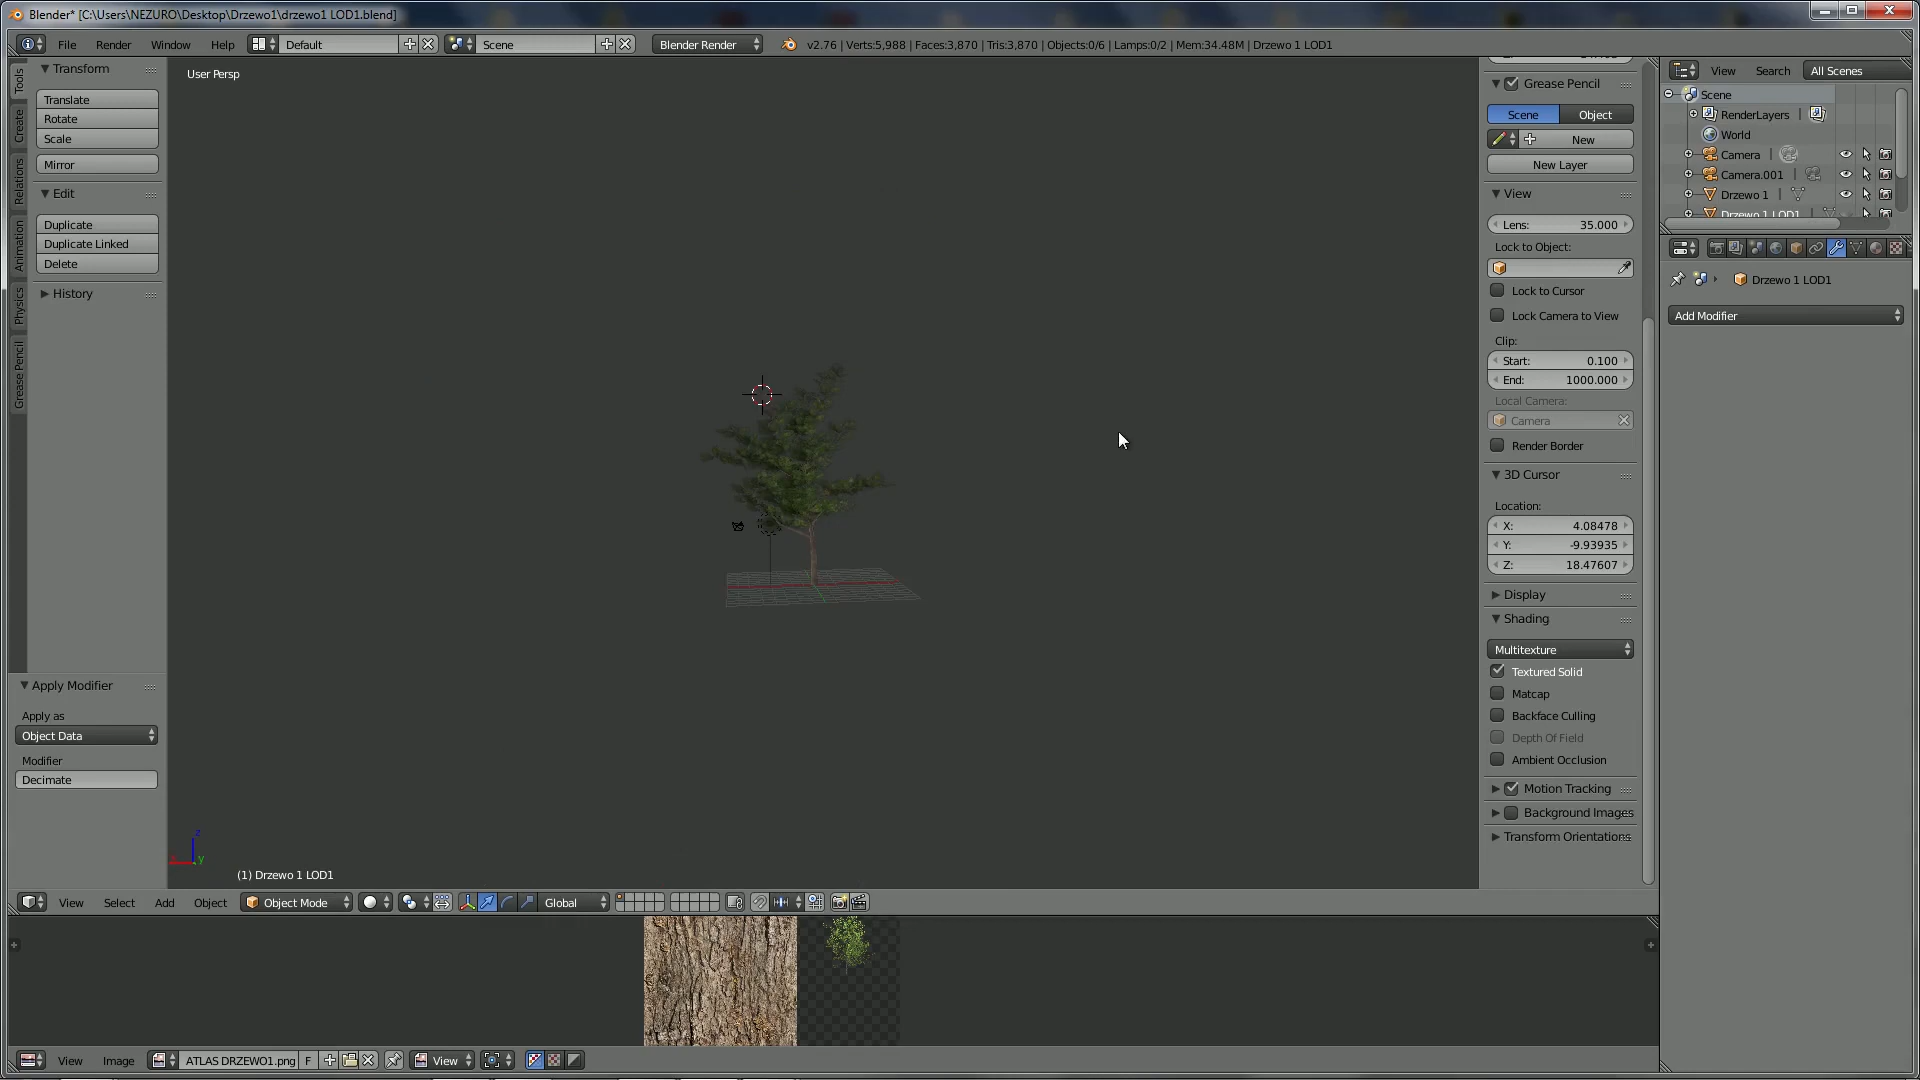 Blender* [C:\Users\NEZURO\Desktop\Drzewo1\drzewo1 LOD1.blend]
File Render Window Help Default Scene Blender Render v2.76 | Verts:5,988 | Faces:3,870 | Tris:3,870 | Objects:0/6 | Lamps:0/2 | Mem:34.48M | Drzewo 1 LOD1
Tools
Create
Relations
Animation
Physics
Grease Pencil
Transform
Translate
Rotate
Scale
Mirror
Edit
Duplicate
Duplicate Linked
Delete
History
Apply Modifier
Apply as
Object Data
Modifier
Decimate
User Persp
z
y
(1) Drzewo 1 LOD1
View Select Add Object Object Mode Global
Grease Pencil
Scene Object
New
New Layer
View
Lens: 35.000
Lock to Object:
Lock to Cursor
Lock Camera to View
Clip:
Start: 0.100
End: 1000.000
Local Camera:
Camera
Render Border
3D Cursor
Location:
X: 4.08478
Y: -9.93935
Z: 18.47607
Display
Shading
Multitexture
Textured Solid
Matcap
Backface Culling
Depth Of Field
Ambient Occlusion
Motion Tracking
Background Images
Transform Orientations
View Search All Scenes
Scene
RenderLayers
World
Camera
Camera.001
Drzewo 1
Drzewo 1 LOD1
Drzewo 1 LOD1
Add Modifier
View Image ATLAS DRZEWO1.png F View